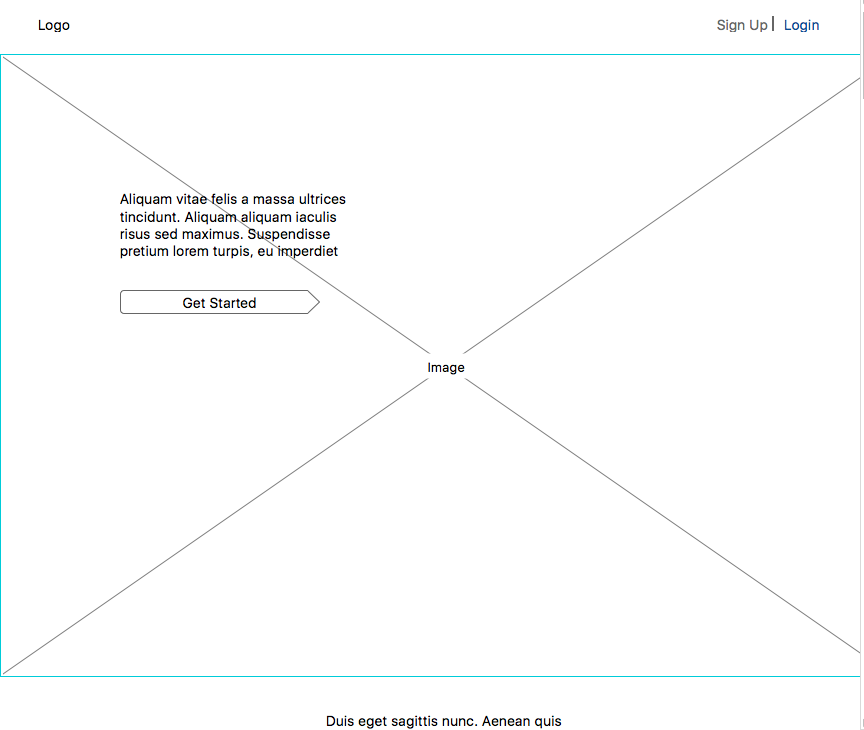 Logo
Sign Up | Login
Aliquam vitae felis a massa ultrices
tincidunt. Aliquam aliquam iaculis
risus sed maximus. Suspendisse
pretium lorem turpis, eu imperdiet
Get Started
Image
Duis eget sagittis nunc. Aenean quis